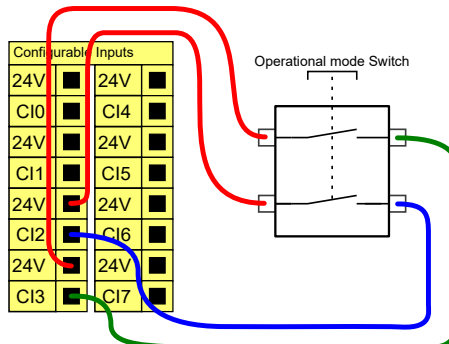 Configurable Inputs
Operational mode Switch
24V 24V
CI0 CI4
24V 24V
CI1 CI5
24V 24V
CI2 CI6
24V 24V
CI3 CI7